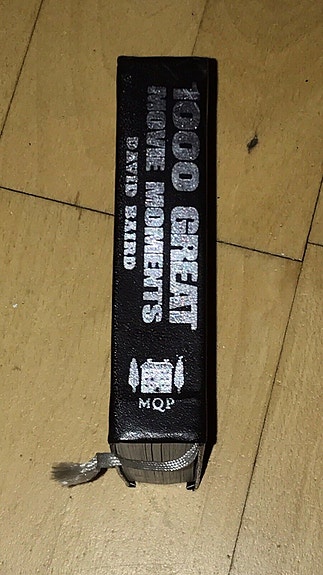 1000 GREAT
MOVIE MOMENTS
DAVID BAIRD
MQP